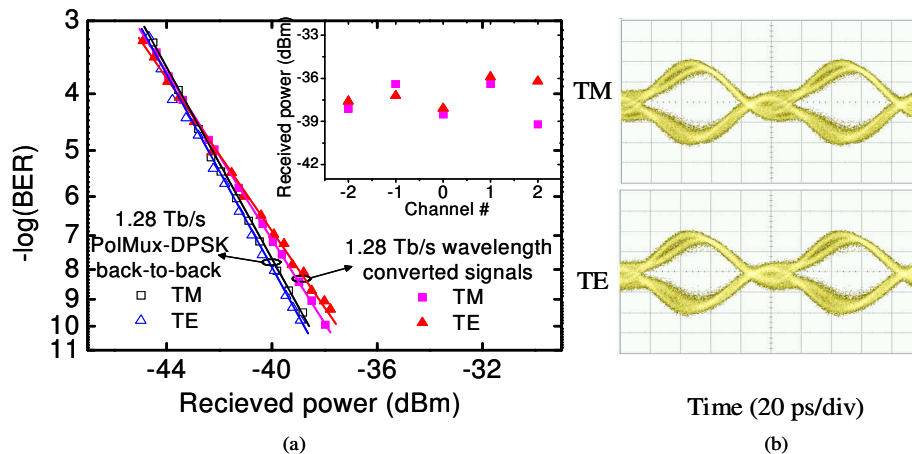 3
4
5
6
7
8
9
10
11
-log(BER)
-44
-40
-36
-32
Recieved power (dBm)
1.28 Tb/s
PolMux-DPSK
back-to-back
TM
TE
1.28 Tb/s wavelength
converted signals
TM
TE
-33
-36
-39
-42
Received power (dBm)
-2
-1
0
1
2
Channel #
(a)
TM
TE
Time (20 ps/div)
(b)